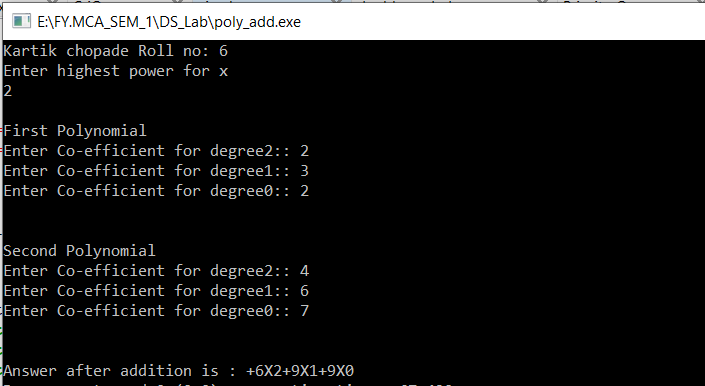 E:\FY.MCA_SEM_1\DS_Lab\poly_add.exe
Kartik chopade Roll no: 6
Enter highest power for x
2
First Polynomial
Enter Co-efficient for degree2:: 2
Enter Co-efficient for degree1:: 3
Enter Co-efficient for degree0:: 2
Second Polynomial
Enter Co-efficient for degree2:: 4
Enter Co-efficient for degree1:: 6
Enter Co-efficient for degree0:: 7
Answer after addition is : +6X2+9X1+9X0